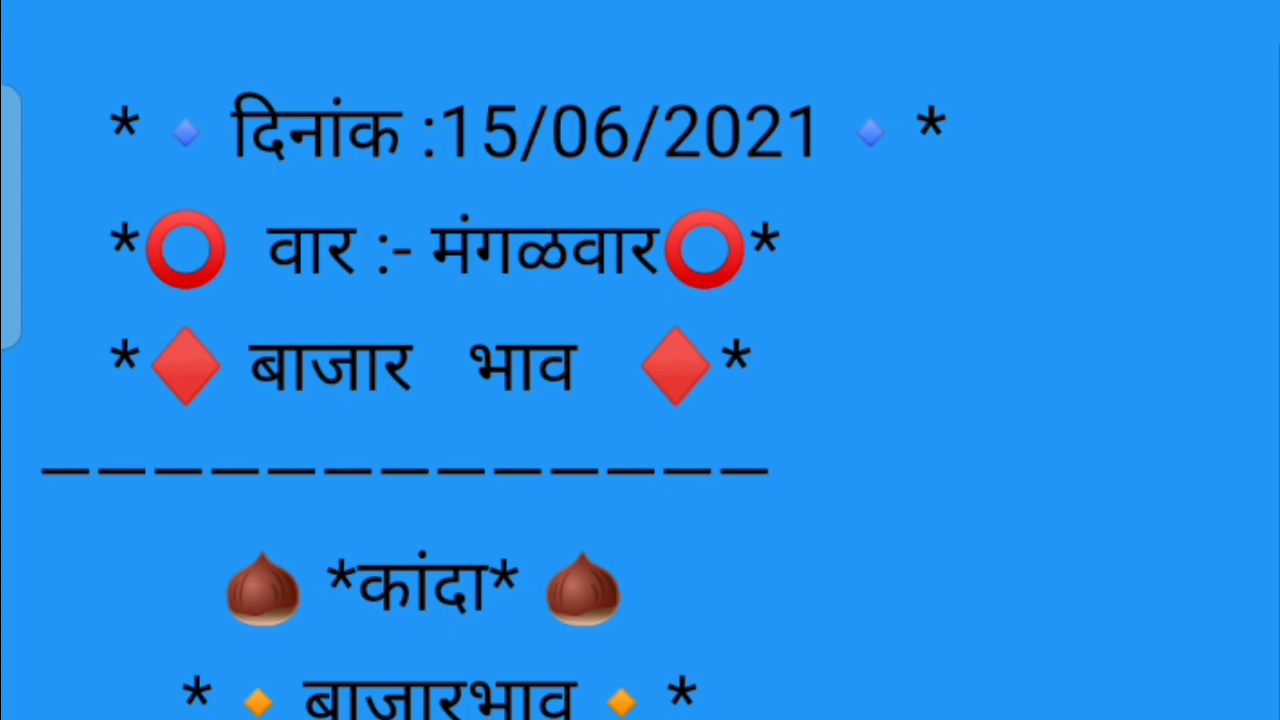 *🔹दिनांक :15/06/2021🔹*
*⭕ वार :- मंगळवार⭕*
*♦️ बाजार भाव ♦️*
—————————————
🌰 *कांदा* 🌰
*🔸बाजारभाव🔸*